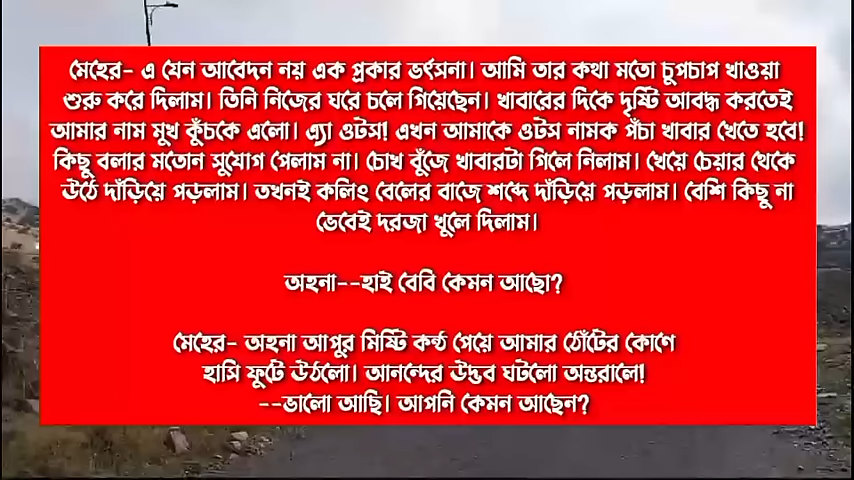 মেহের- এ যেন আবেদন নয় এক প্রকার ভর্ৎসনা। আমি তার কথা মতো চুপচাপ খাওয়া
শুরু করে দিলাম। তিনি নিজের ঘরে চলে গিয়েছেন। খাবারের দিকে দৃষ্টি আবদ্ধ করতেই
আমার নাম মুখ কুঁচকে এলো। এ্যা ওটস! এখন আমাকে ওটস নামক পঁচা খাবার খেতে হবে!
কিছু বলার মতোন সুযোগ পেলাম না। চোখ বুঁজে খাবারটা গিলে নিলাম। খেয়ে চেয়ার থেকে
উঠে দাঁড়িয়ে পড়লাম। তখনই কলিং বেলের বাজে শব্দে দাঁড়িয়ে পড়লাম। বেশি কিছু না
ভেবেই দরজা খুলে দিলাম।
অহনা--হাই বেবি কেমন আছো?
মেহের- অহনা আপুর মিষ্টি কন্ঠ পেয়ে আমার ঠোঁটের কোণে
হাসি ফুটে উঠলো। আনন্দের উদ্ভব ঘটলো অন্তরালে!
--ভালো আছি। আপনি কেমন আছেন?